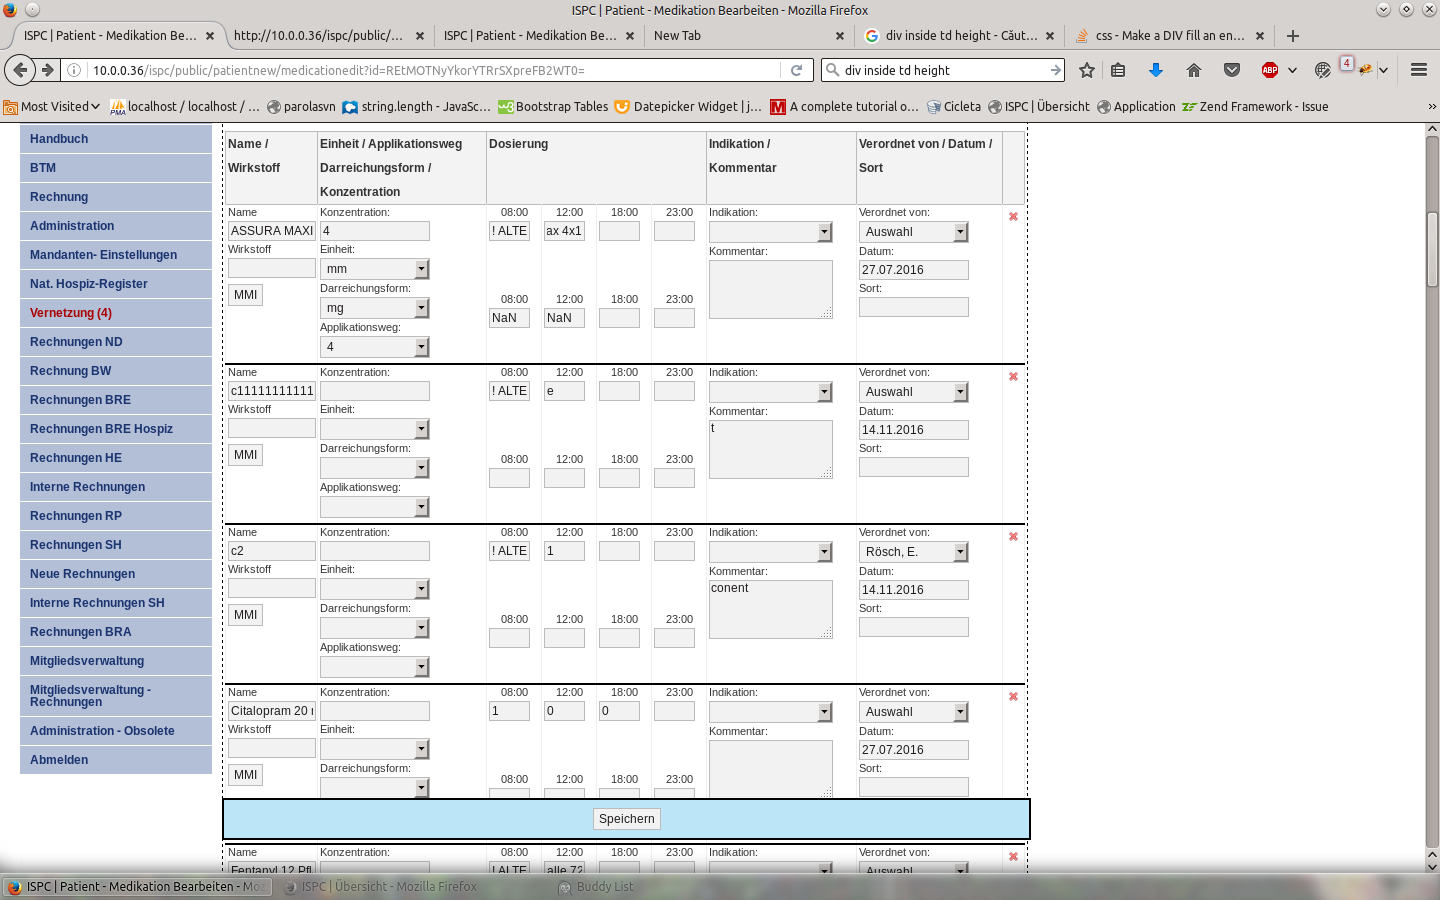 ISPC | Patient - Medikation Bearbeiten - Mozilla Firefox
ISPC | Patient - Medikation Be... http://10.0.0.36/ispc/public/... ISPC | Patient - Medikation Be... New Tab div inside td height - Căut... css - Make a DIV fill an en...
10.0.0.36/ispc/public/patientnew/medicationedit?id=REtMOTNyYkorYTRrSXpreFB2WT0= div inside td height ABP 4
Most Visited localhost / localhost / ... parolasvn string.length - JavaSc... Bootstrap Tables Datepicker Widget | j... A complete tutorial o... Cicleta ISPC | Übersicht Application Zend Framework - Issue
Handbuch
BTM
Rechnung
Administration
Mandanten- Einstellungen
Nat. Hospiz-Register
Vernetzung (4)
Rechnungen ND
Rechnung BW
Rechnungen BRE
Rechnungen BRE Hospiz
Rechnungen HE
Interne Rechnungen
Rechnungen RP
Rechnungen SH
Neue Rechnungen
Interne Rechnungen SH
Rechnungen BRA
Mitgliedsverwaltung
Mitgliedsverwaltung -
Rechnungen
Administration - Obsolete
Abmelden
Name / Einheit / Applikationsweg Dosierung Indikation / Verordnet von / Datum /
Wirkstoff Darreichungsform / Kommentar Sort
Konzentration
Name Konzentration: 08:00 12:00 18:00 23:00 Indikation: Verordnet von:
ASSURA MAXI 4 ! ALTE ax 4x1 Auswahl
Wirkstoff Einheit: Kommentar: Datum:
mm 27.07.2016
MMI Darreichungsform: Sort:
08:00 12:00 18:00 23:00
mg NaN NaN
Applikationsweg:
4
Name Konzentration: 08:00 12:00 18:00 23:00 Indikation: Verordnet von:
c11111111111 ! ALTE e Auswahl
Wirkstoff Einheit: Kommentar: Datum:
t 14.11.2016
MMI Darreichungsform: Sort:
08:00 12:00 18:00 23:00
Applikationsweg:
Name Konzentration: 08:00 12:00 18:00 23:00 Indikation: Verordnet von:
c2 ! ALTE 1 Rösch, E.
Wirkstoff Einheit: Kommentar: Datum:
conent 14.11.2016
MMI Darreichungsform: Sort:
08:00 12:00 18:00 23:00
Applikationsweg:
Name Konzentration: 08:00 12:00 18:00 23:00 Indikation: Verordnet von:
Citalopram 20 1 0 0 Auswahl
Wirkstoff Einheit: Kommentar: Datum:
27.07.2016
MMI Darreichungsform: Sort:
08:00 12:00 18:00 23:00
Speichern
Name Konzentration: 08:00 12:00 18:00 23:00 Indikation: Verordnet von:
Fentanyl 12 Pfl ! ALTE alle 72 Auswahl
ISPC | Patient - Medikation Bearbeiten - Moz ISPC | Übersicht - Mozilla Firefox Buddy List